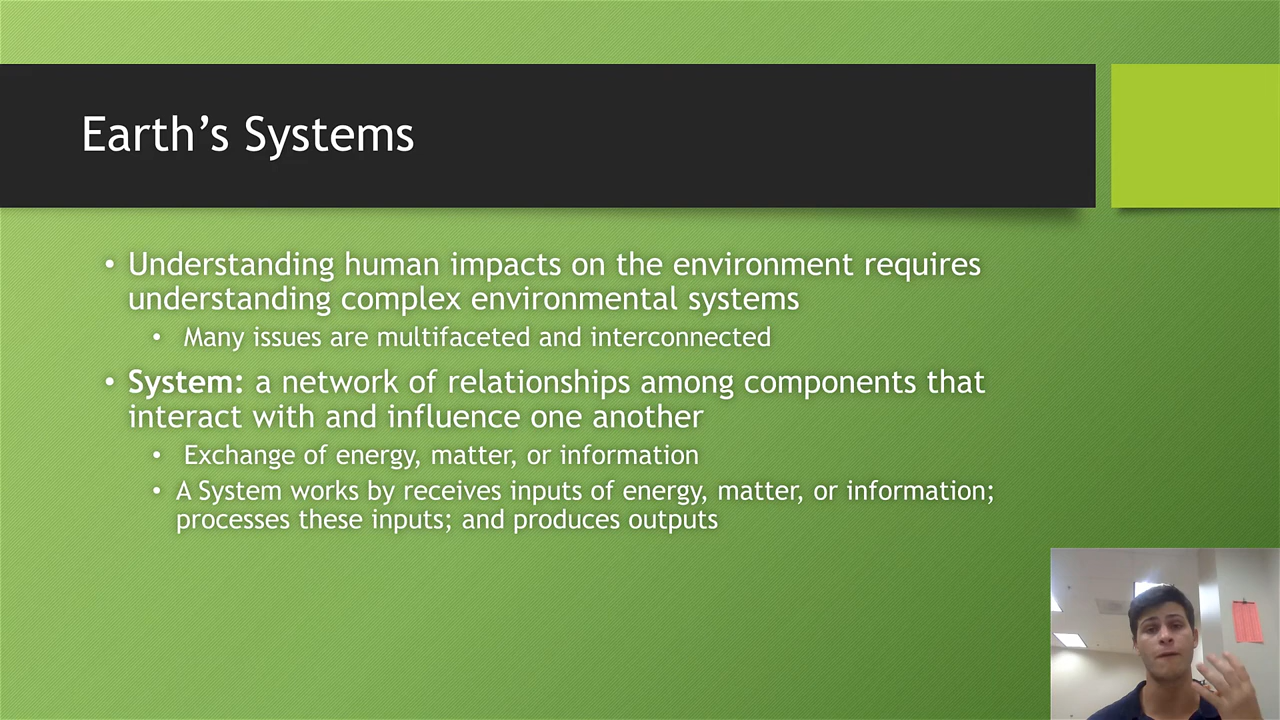 Earth’s Systems
• Understanding human impacts on the environment requires
understanding complex environmental systems
• Many issues are multifaceted and interconnected
• System: a network of relationships among components that
interact with and influence one another
• Exchange of energy, matter, or information
• A System works by receives inputs of energy, matter, or information;
processes these inputs; and produces outputs